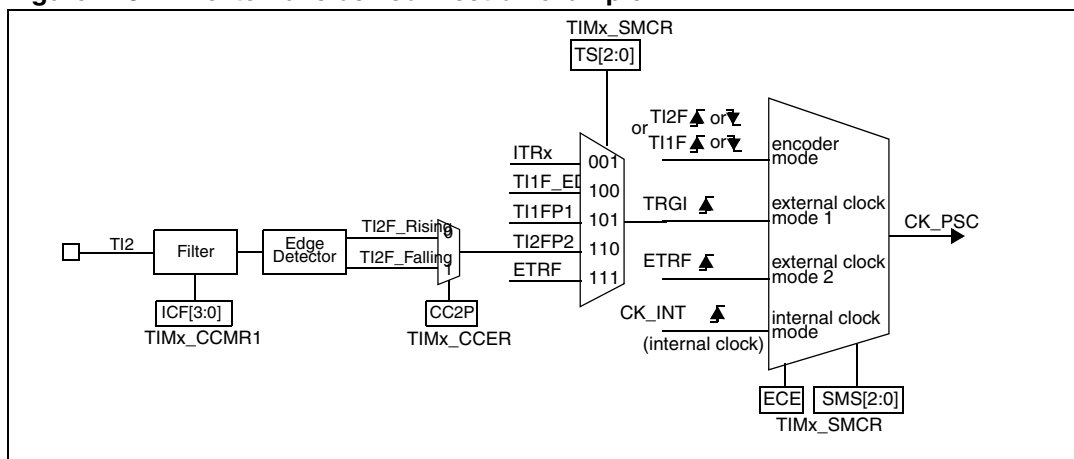 TIMx_SMCR
TS[2:0]
or TI2F or
TI1F or
encoder
mode
ITRx
001
TI1F_ED
100
TI1FP1
101
TRGI
external clock
mode 1
CK_PSC
TI2
Filter
Edge
Detector
TI2F_Rising
0
TI2F_Falling
1
TI2FP2
110
ETRF
111
ETRF
external clock
mode 2
ICF[3:0]
TIMx_CCMR1
CC2P
TIMx_CCER
CK_INT
(internal clock)
internal clock
mode
ECE
SMS[2:0]
TIMx_SMCR